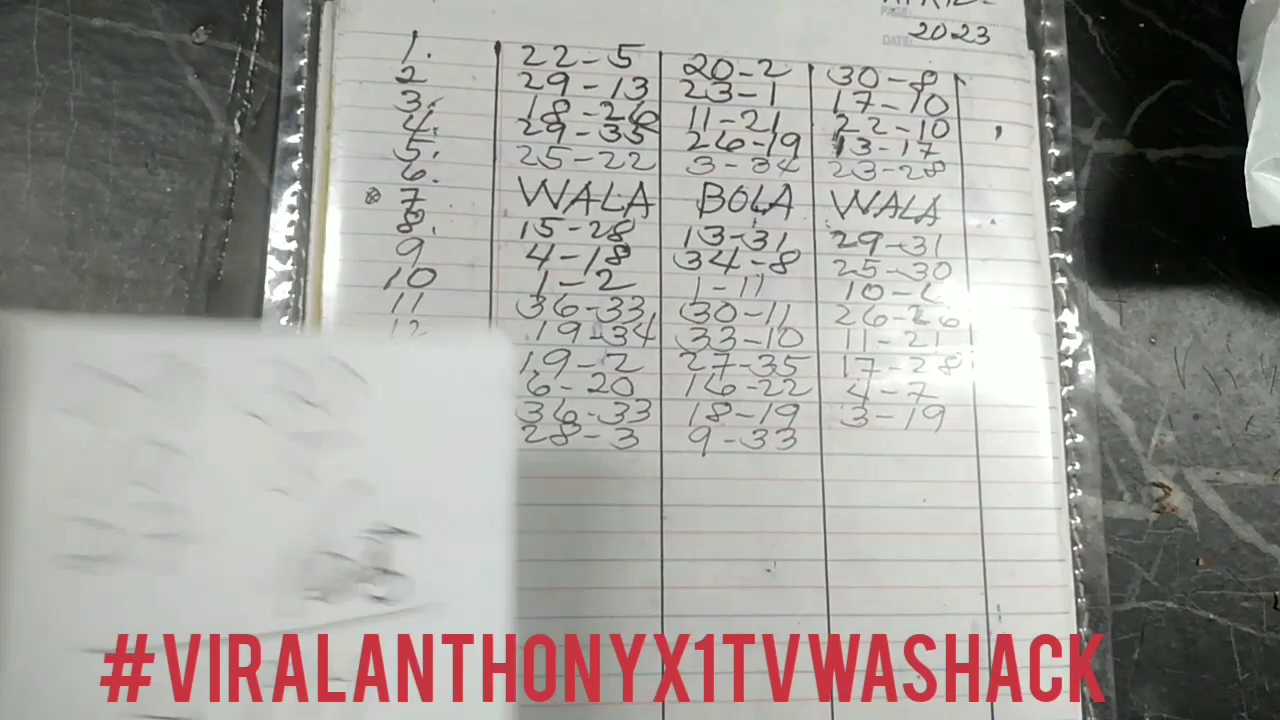 2023
1. 22-5 20-2 30-8
2 29-13 23-1 17-10
3. 18-26 11-21 22-10
4. 29-35 26-19 13-17
5. 25-22 3-34 23-28
6.
7 WALA BOLA WALA
8. 15-28 13-31 29-31
9 4-18 34-8 25-30
10 1-2 1-11 10-
11 36-33 30-11 26-26
12 19-34 33-10 11-21
19-2 27-35 17-28
6-20 16-22 4-7
36-33 18-19 3-19
28-3 9-33
#VIRALANTHONYX1TVWASHACK